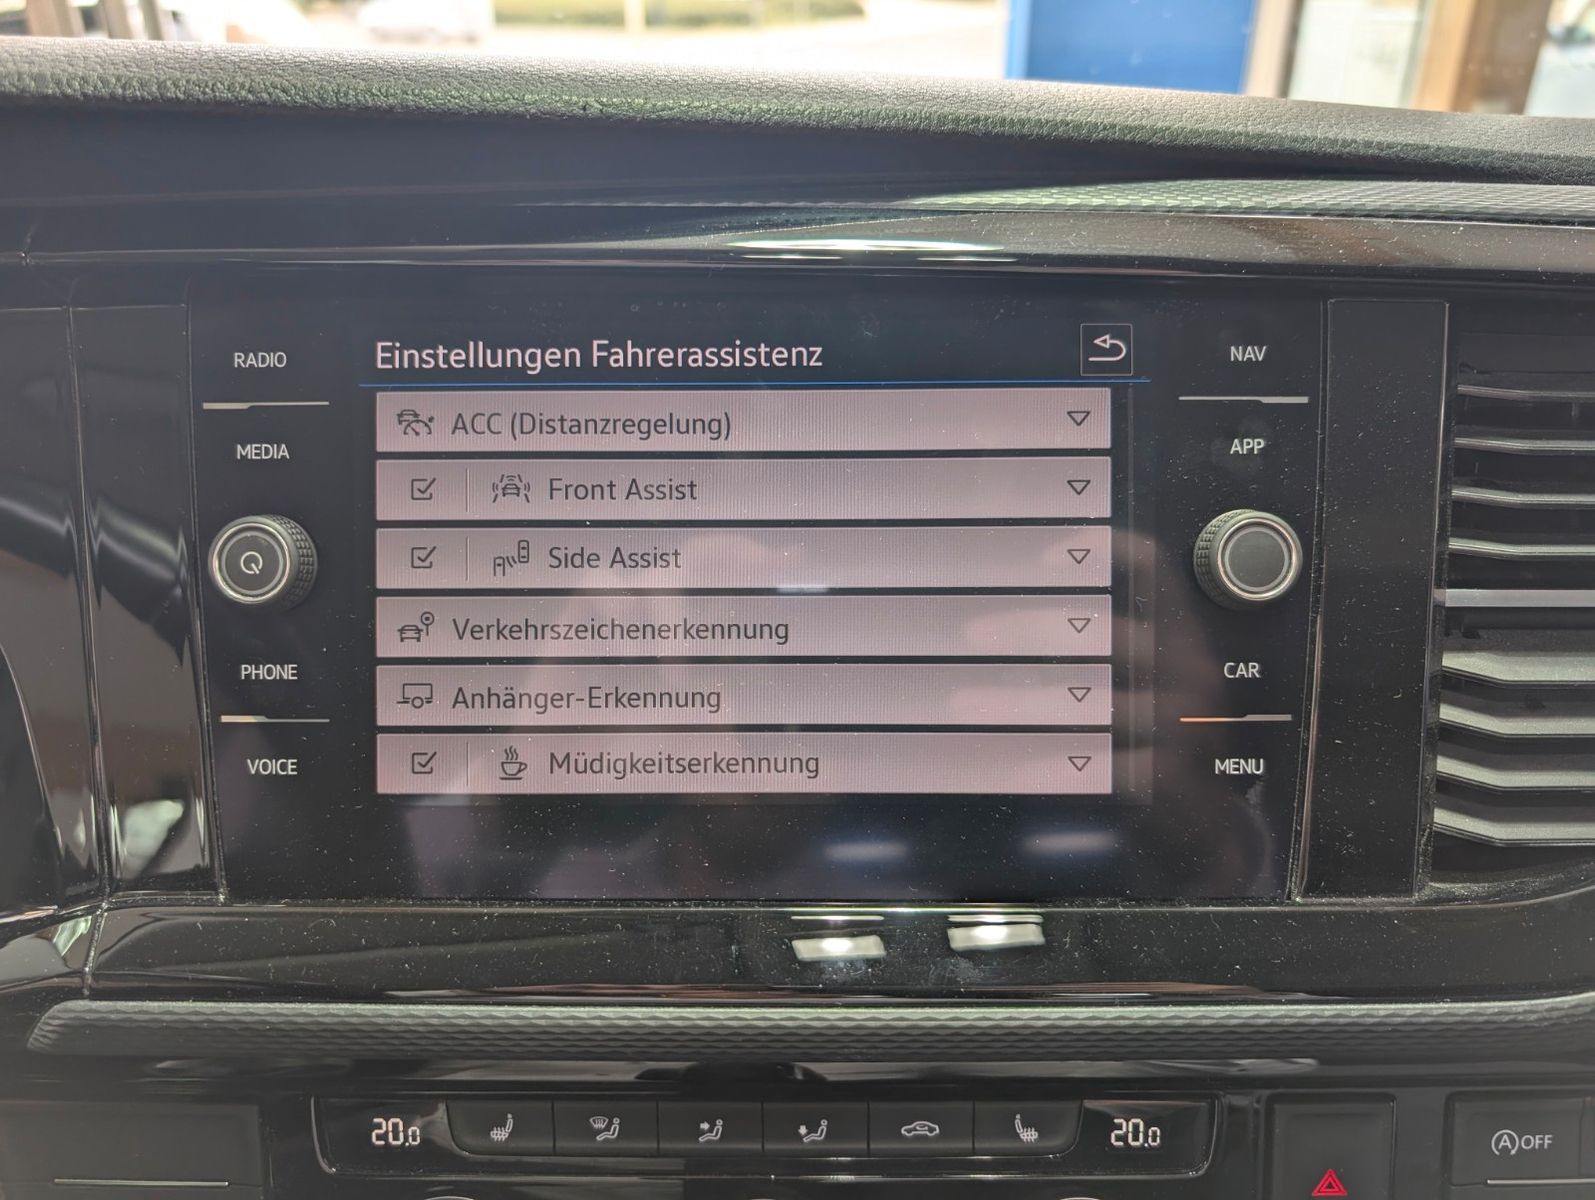 Einstellungen Fahrerassistenz
RADIO
MEDIA
PHONE
VOICE
ACC (Distanzregelung)
Front Assist
Side Assist
Verkehrszeichenerkennung
Anhänger-Erkennung
Müdigkeitserkennung
NAV
APP
CAR
MENU
20.0
20.0
A OFF